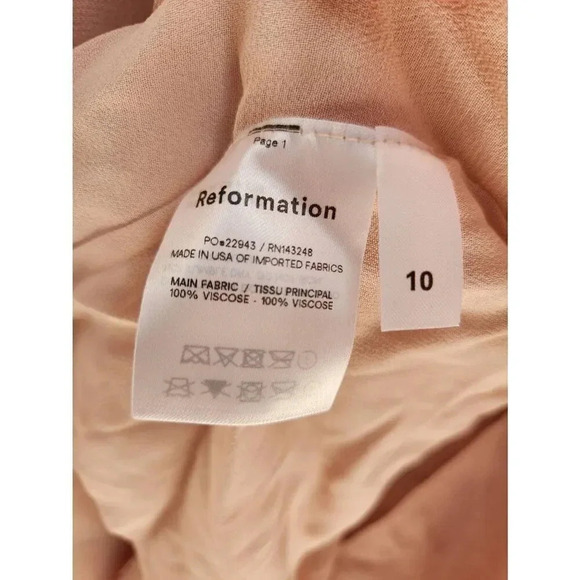 Page 1
Reformation
PO#22943 / RN143248
MADE IN USA OF IMPORTED FABRICS
MAIN FABRIC / TISSU PRINCIPAL
100% VISCOSE - 100% VISCOSE
10